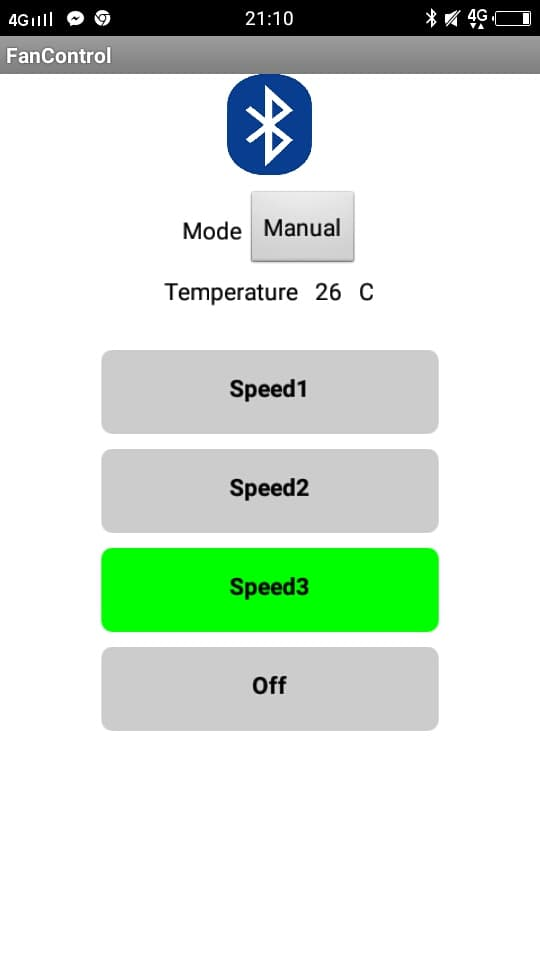 4G 21:10 4G
FanControl
Mode Manual
Temperature 26 C
Speed1
Speed2
Speed3
Off